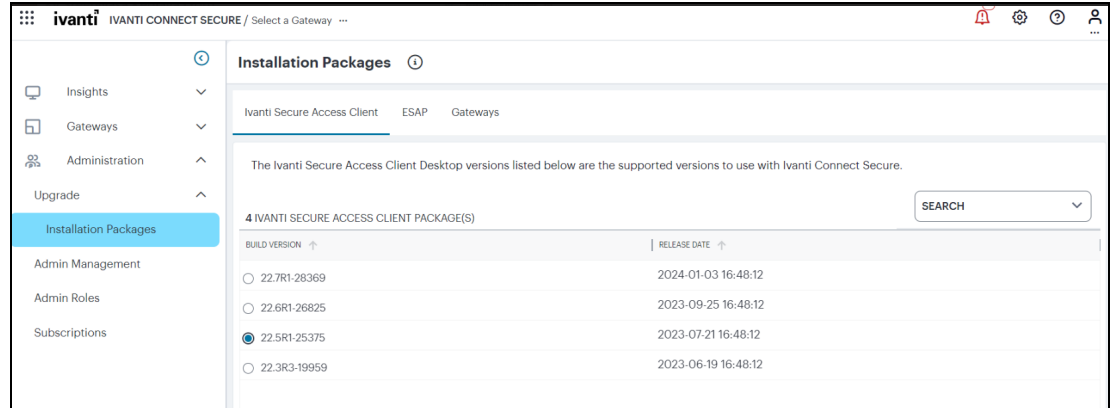 ivanti IVANTI CONNECT SECURE / Select a Gateway ...
Installation Packages
Insights
Gateways
Administration
Upgrade
Installation Packages
Admin Management
Admin Roles
Subscriptions
Ivanti Secure Access Client ESAP Gateways
The Ivanti Secure Access Client Desktop versions listed below are the supported versions to use with Ivanti Connect Secure.
SEARCH
4 IVANTI SECURE ACCESS CLIENT PACKAGE(S)
BUILD VERSION RELEASE DATE
22.7R1-28369 2024-01-03 16:48:12
22.6R1-26825 2023-09-25 16:48:12
22.5R1-25375 2023-07-21 16:48:12
22.3R3-19959 2023-06-19 16:48:12